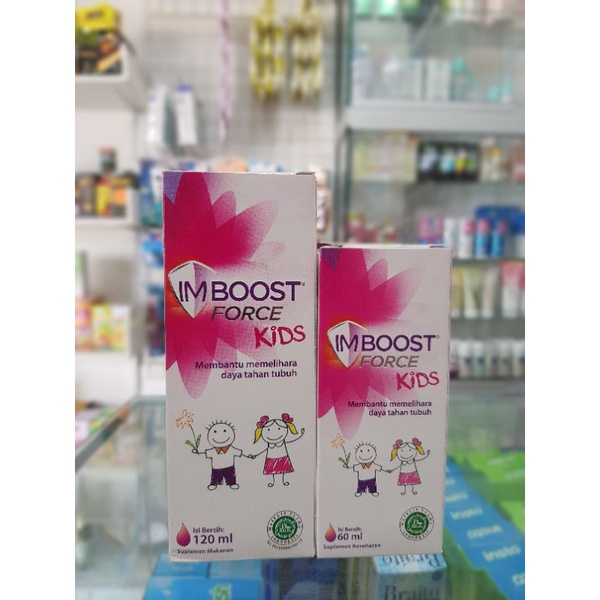 IMBOOST®
FORCE
KiDS
Membantu memelihara
daya tahan tubuh
Isi Bersih:
120 ml
Suplemen Makanan
IMBOOST®
FORCE
KiDS
Membantu memelihara
daya tahan tubuh
Isi Bersih:
60 ml
Suplemen Kesehatan
insto